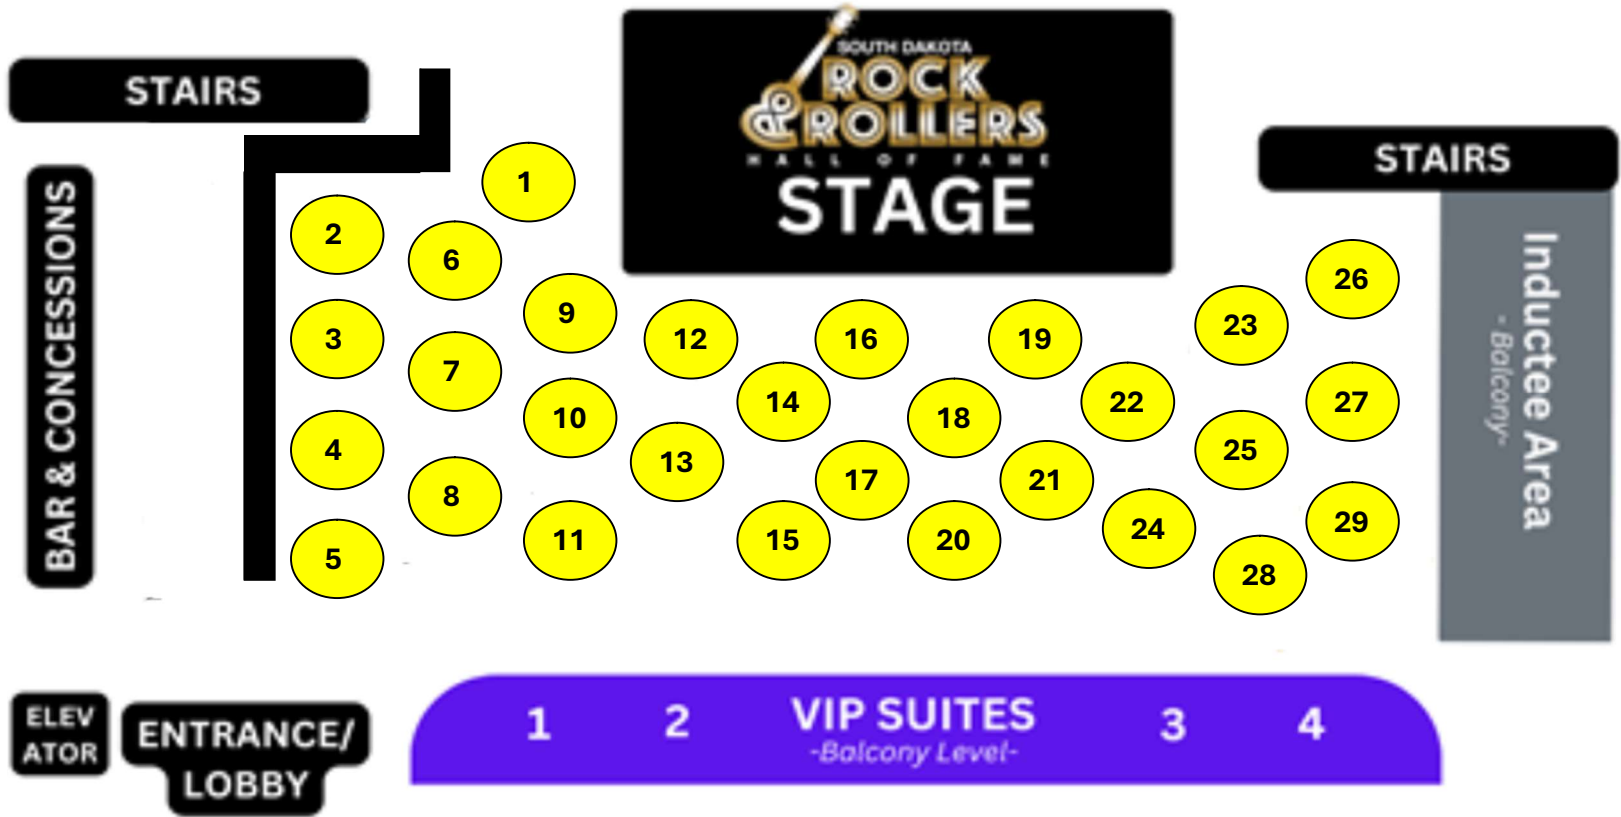 SOUTH DAKOTA
ROCK
& ROLLERS
HALL OF FAME
STAGE
STAIRS
STAIRS
BAR & CONCESSIONS
Inductee Area
- Balcony-
1
2
3
4
5
6
7
8
9
10
11
12
13
14
15
16
17
18
19
20
21
22
23
24
25
26
27
28
29
ELEV
ATOR
ENTRANCE/
LOBBY
1 2 VIP SUITES 3 4
-Balcony Level-